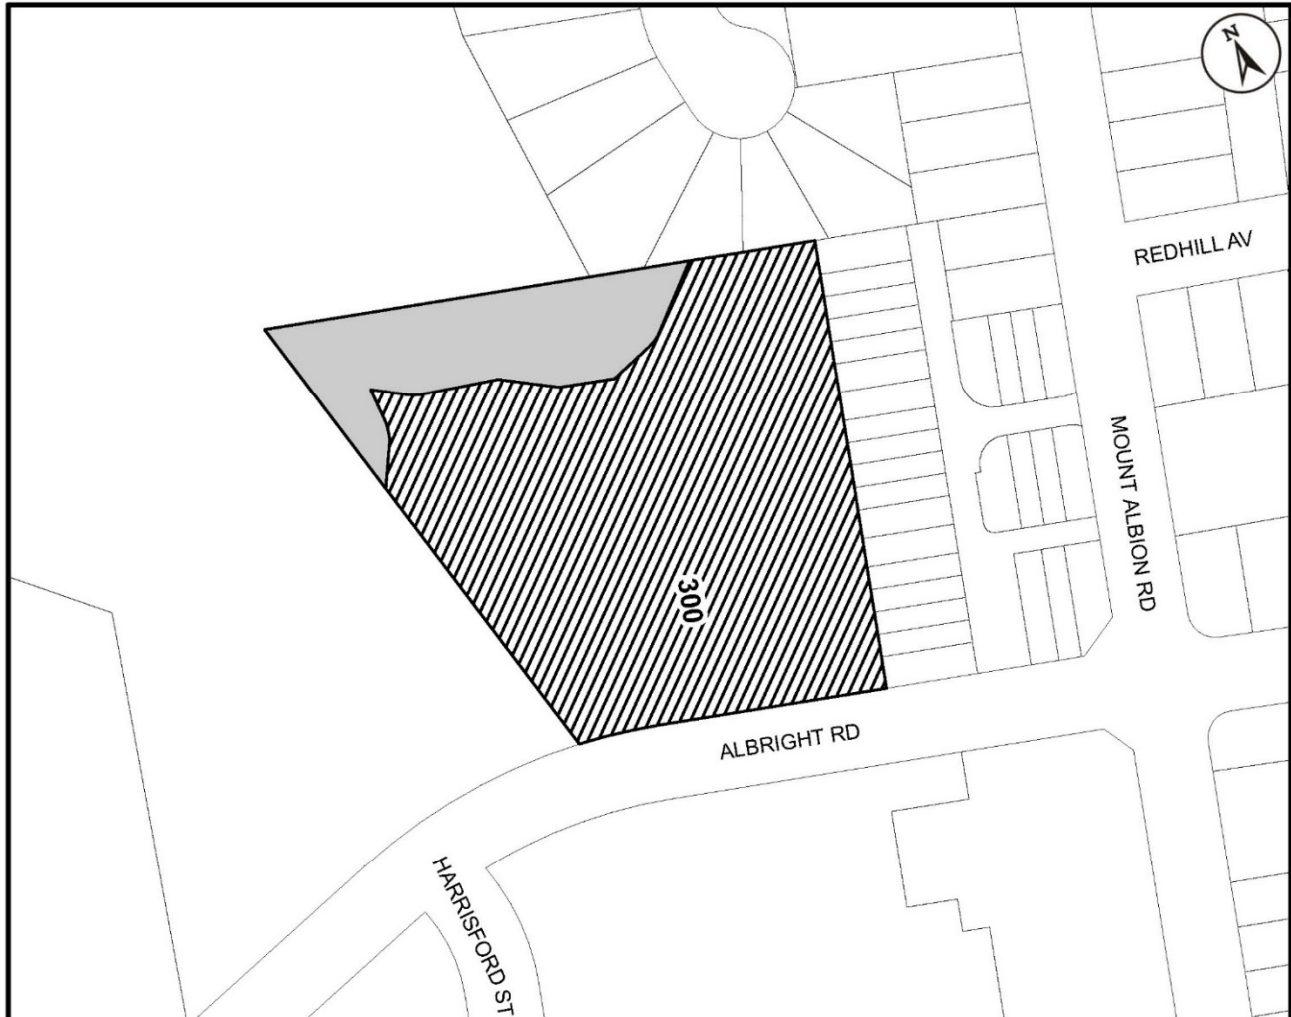 N
REDHILL AV
MOUNT ALBION RD
300
ALBRIGHT RD
HARRISFORD ST